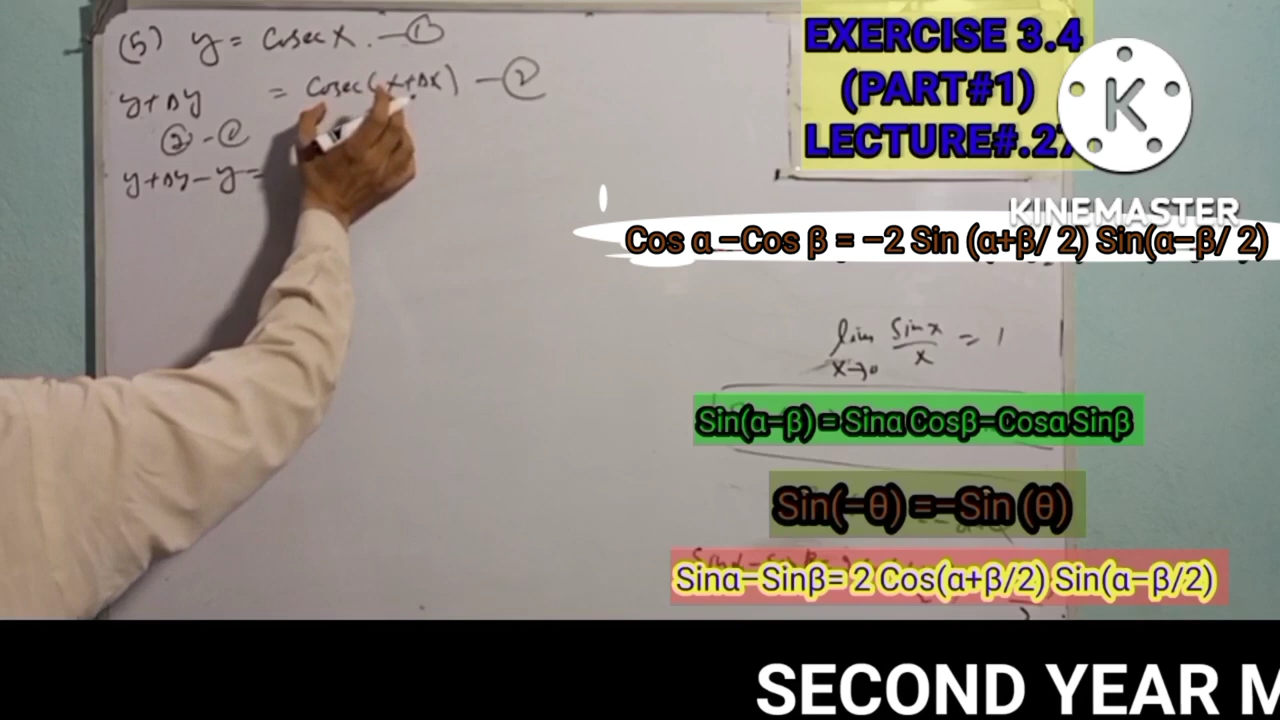 (5) y = Cosec x. —①
y+Δy = Cosec(x+Δx) —②
② - ①
y+Δy-y=
EXERCISE 3.4
(PART#1)
LECTURE#.27
K
KINEMASTER
Cos α –Cos β = –2 Sin (α+β/ 2) Sin(α–β/ 2)
lim Sin x / x = 1
x→0
Sin(α–β) = Sinα Cosβ–Cosα Sinβ
Sin(–θ) =–Sin (θ)
Sinα–Sinβ= 2 Cos(α+β/2) Sin(α–β/2)
SECOND YEAR M